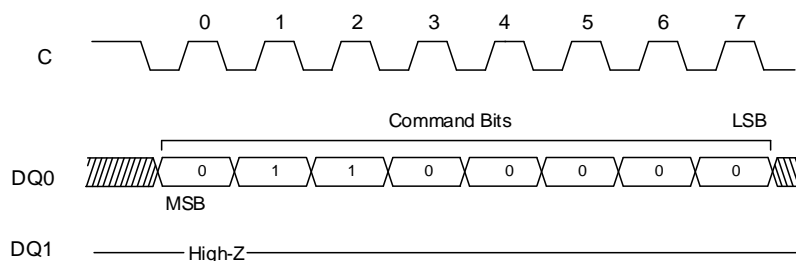 0 1 2 3 4 5 6 7
C
Command Bits LSB
DQ0 0 1 1 0 0 0 0 0
MSB
DQ1 High-Z